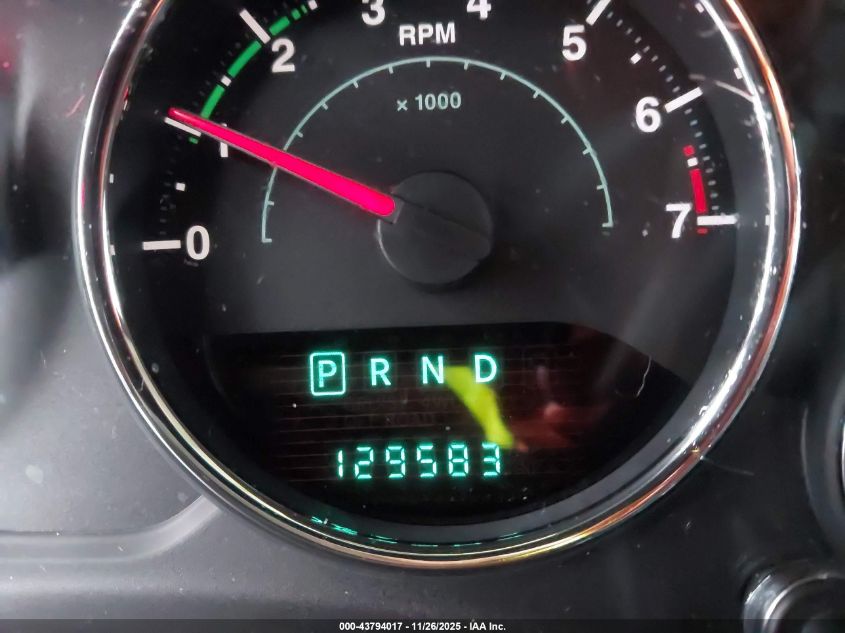 3 4
2 RPM 5
x 1000
1 6
0 7
P R N D
129583
000-43794017 - 11/26/2025 - IAA Inc.